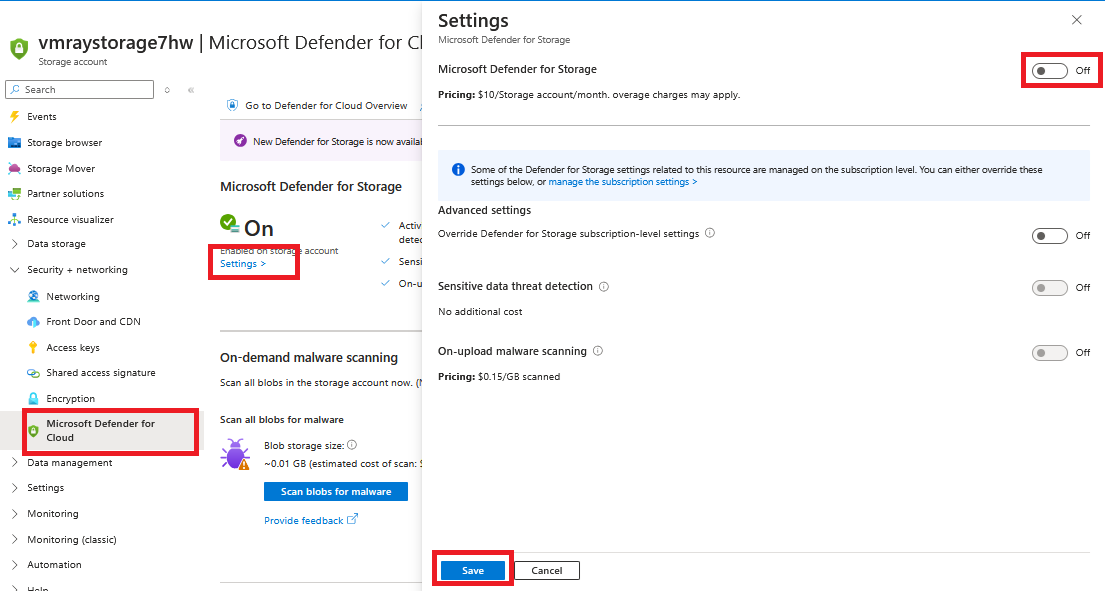 vmraystorage7hw | Microsoft Defender for Cl
Storage account
Search
Events
Storage browser
Storage Mover
Partner solutions
Resource visualizer
Data storage
Security + networking
Networking
Front Door and CDN
Access keys
Shared access signature
Encryption
Microsoft Defender for
Cloud
Data management
Settings
Monitoring
Monitoring (classic)
Automation
Help
Go to Defender for Cloud Overview
New Defender for Storage is now availa
Microsoft Defender for Storage
On
Enabled on storage account
Settings >
Activ
detec
Sensi
On-u
On-demand malware scanning
Scan all blobs in the storage account now. (
Scan all blobs for malware
Blob storage size:
~0.01 GB (estimated cost of scan:
Scan blobs for malware
Provide feedback
Settings
Microsoft Defender for Storage
Microsoft Defender for Storage
Off
Pricing: $10/Storage account/month. overage charges may apply.
Some of the Defender for Storage settings related to this resource are managed on the subscription level. You can either override these
settings below, or manage the subscription settings >
Advanced settings
Override Defender for Storage subscription-level settings
Off
Sensitive data threat detection
Off
No additional cost
On-upload malware scanning
Off
Pricing: $0.15/GB scanned
Save
Cancel